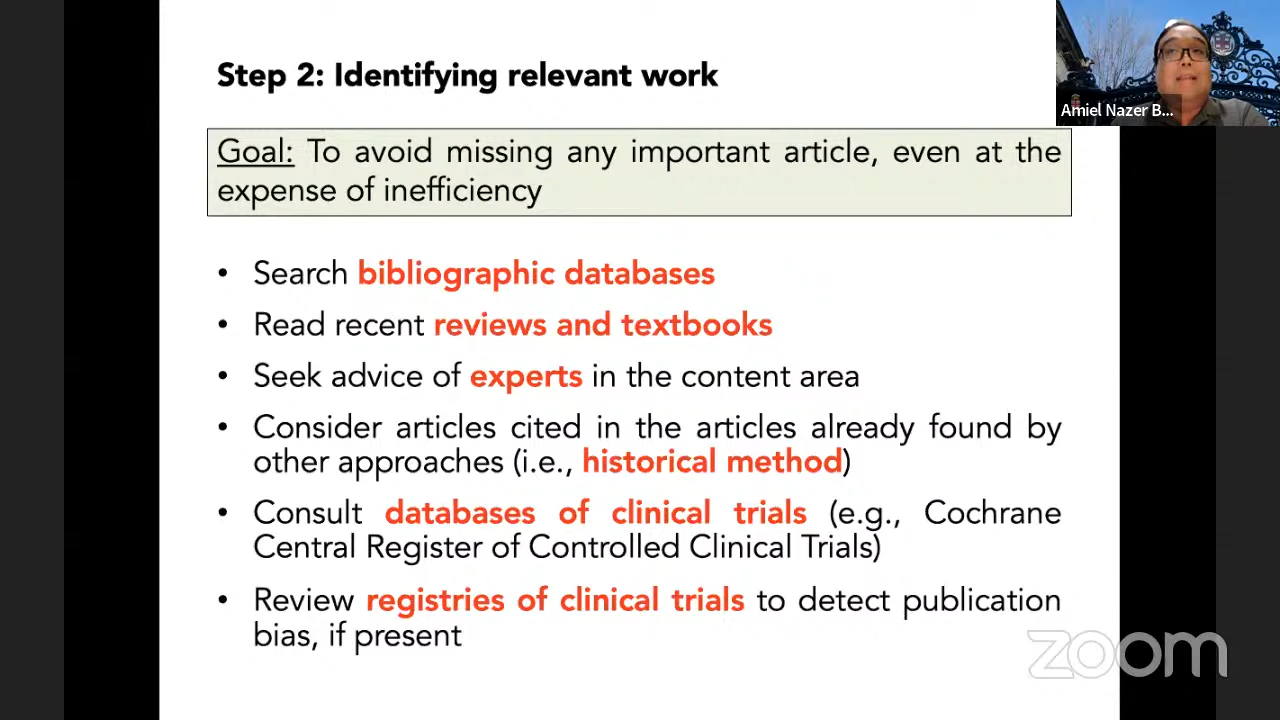 Step 2: Identifying relevant work
Amiel Nazer B...
Goal: To avoid missing any important article, even at the
expense of inefficiency
• Search bibliographic databases
• Read recent reviews and textbooks
• Seek advice of experts in the content area
• Consider articles cited in the articles already found by
other approaches (i.e., historical method)
• Consult databases of clinical trials (e.g., Cochrane
Central Register of Controlled Clinical Trials)
• Review registries of clinical trials to detect publication
bias, if present
zoom